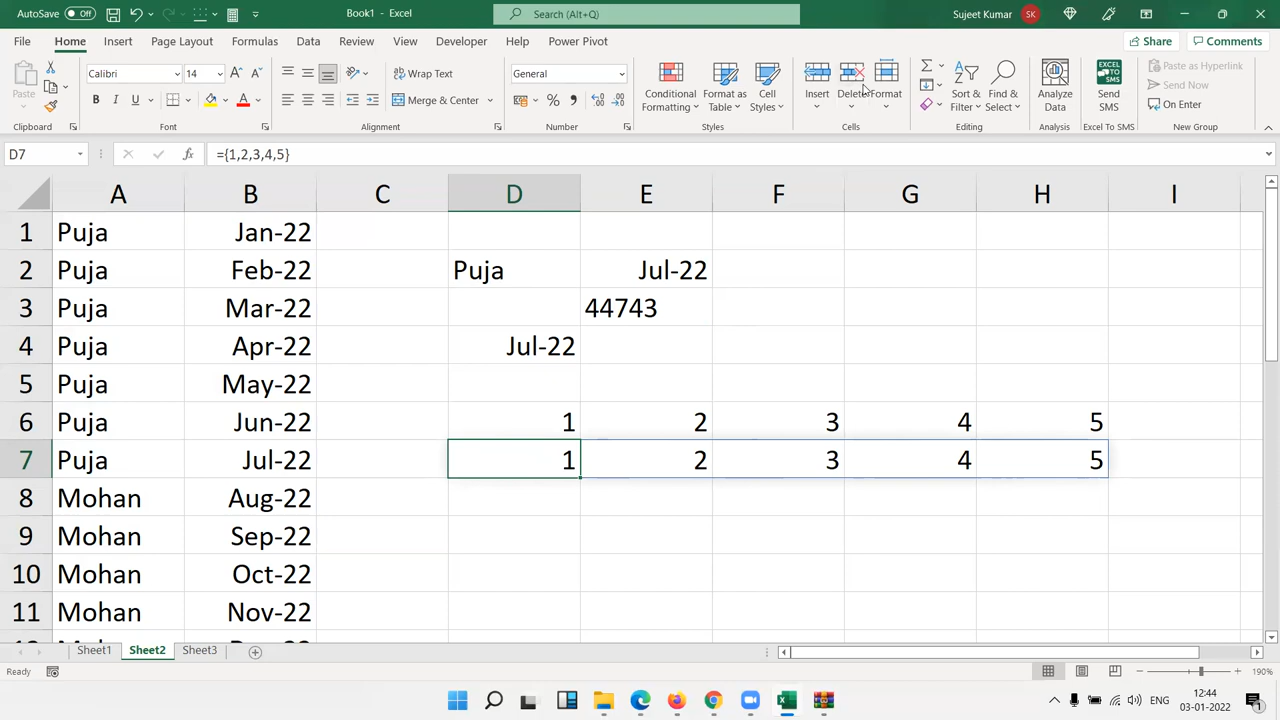 AutoSave Off Book1 - Excel Search (Alt+Q) Sujeet Kumar SK
File Home Insert Page Layout Formulas Data Review View Developer Help Power Pivot Share Comments
Calibri 14 A A Wrap Text General Paste as Hyperlink
Paste B I U A Merge & Center % , Conditional Formatting Format as Table Cell Styles Insert Delete Format Sort & Filter Find & Select Analyze Data Send SMS Send Now On Enter
Clipboard Font Alignment Number Styles Cells Editing Analysis Excel To SMS New Group
D7 fx ={1,2,3,4,5}
A B C D E F G H I
1 Puja Jan-22
2 Puja Feb-22 Puja Jul-22
3 Puja Mar-22 44743
4 Puja Apr-22 Jul-22
5 Puja May-22
6 Puja Jun-22 1 2 3 4 5
7 Puja Jul-22 1 2 3 4 5
8 Mohan Aug-22
9 Mohan Sep-22
10 Mohan Oct-22
11 Mohan Nov-22
Sheet1 Sheet2 Sheet3
Ready 190%
ENG 12:44
03-01-2022 1